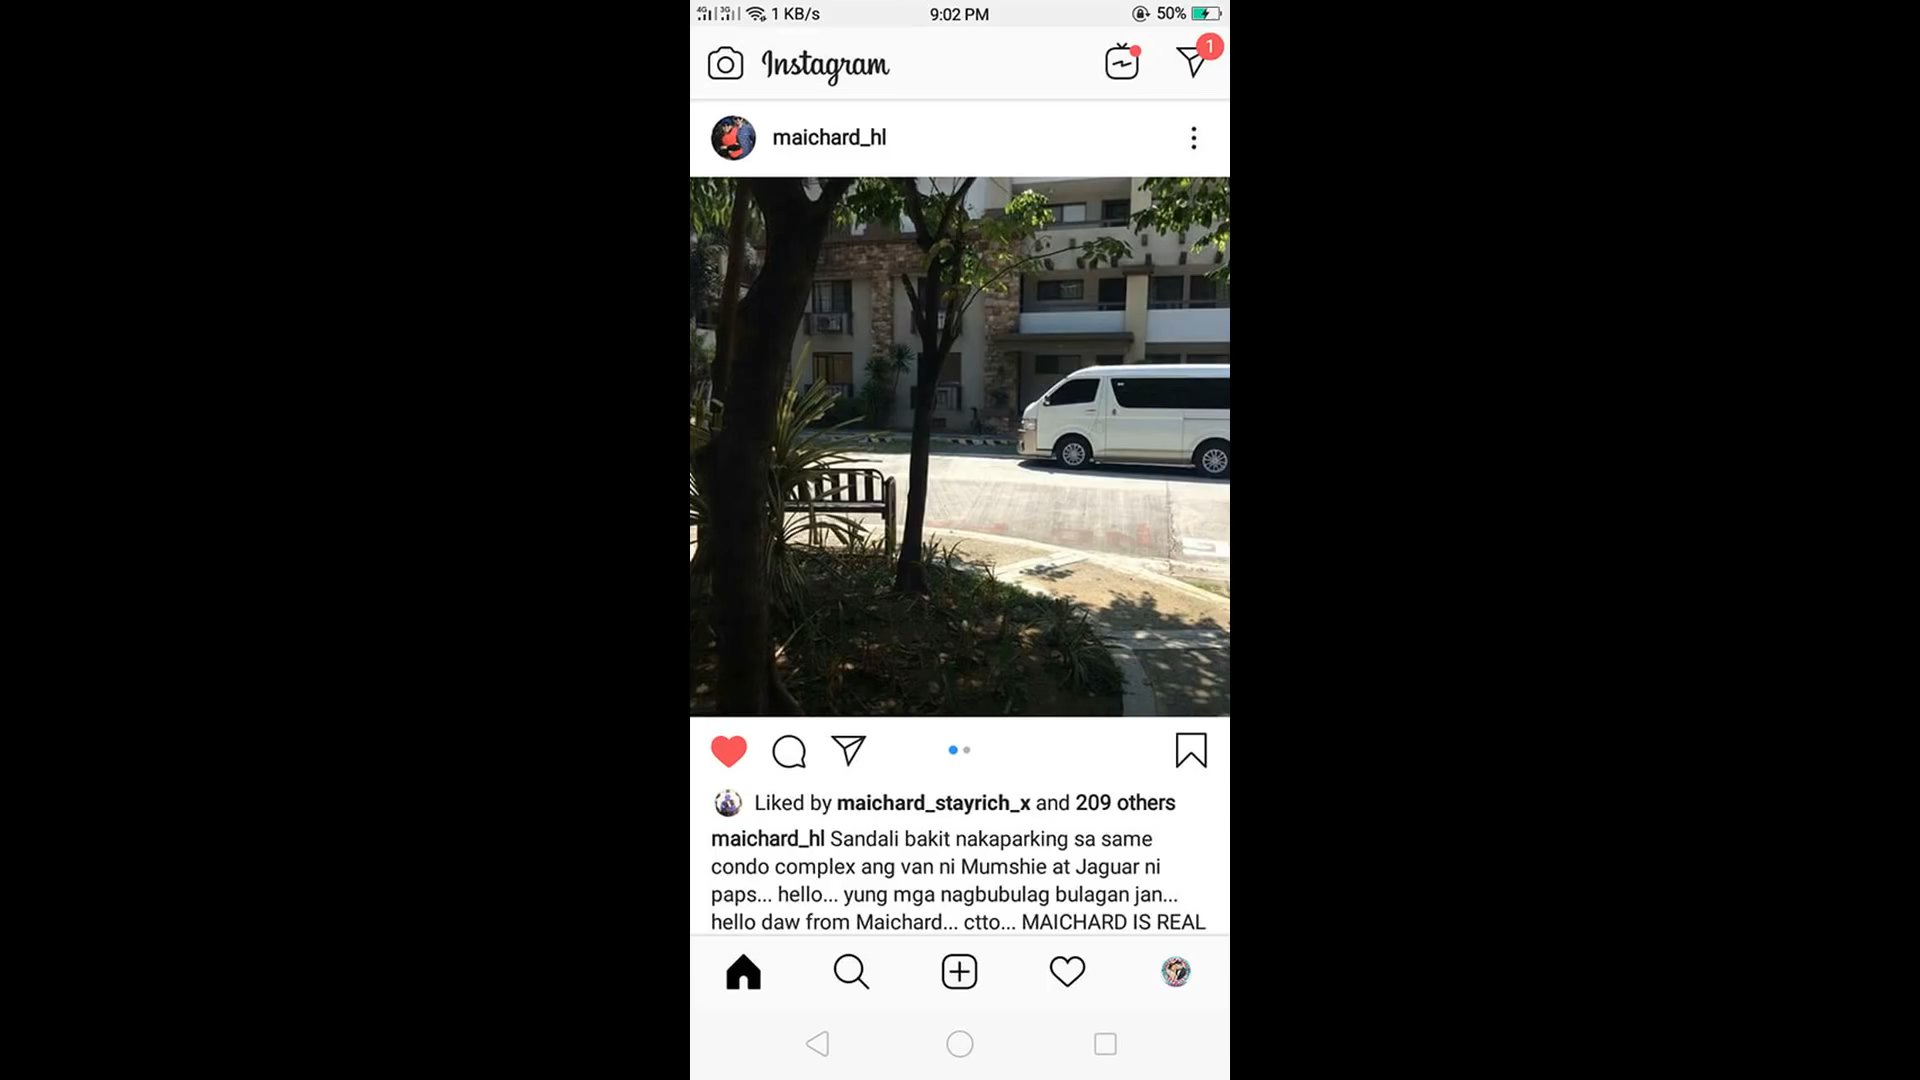 4G 3G 1 KB/s 9:02 PM 50%
Instagram 1
maichard_hl
Liked by maichard_stayrich_x and 209 others
maichard_hl Sandali bakit nakaparking sa same
condo complex ang van ni Mumshie at Jaguar ni
paps... hello... yung mga nagbubulag bulagan jan...
hello daw from Maichard... ctto... MAICHARD IS REAL